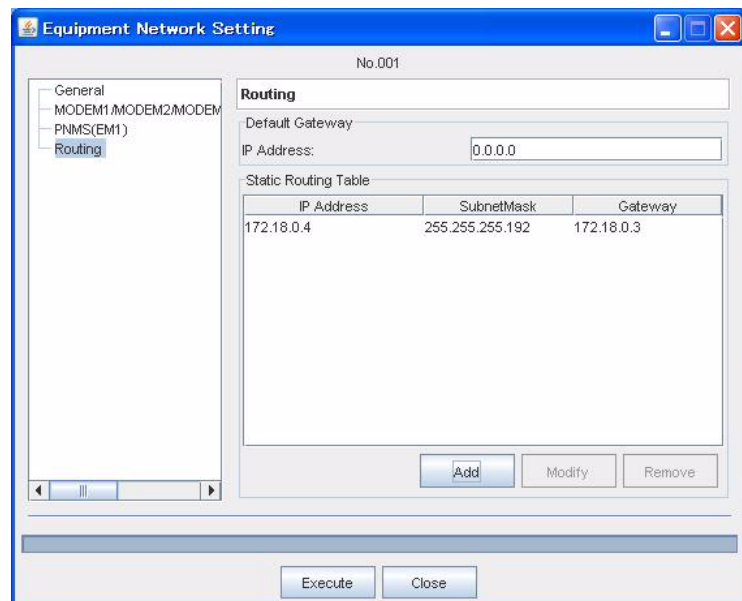 Equipment Network Setting
No.001
General
MODEM1/MODEM2/MODEM
PNMS(EM1)
Routing
Routing
Default Gateway
IP Address: 0.0.0.0
Static Routing Table
IP Address SubnetMask Gateway
172.18.0.4 255.255.255.192 172.18.0.3
Add Modify Remove
Execute Close